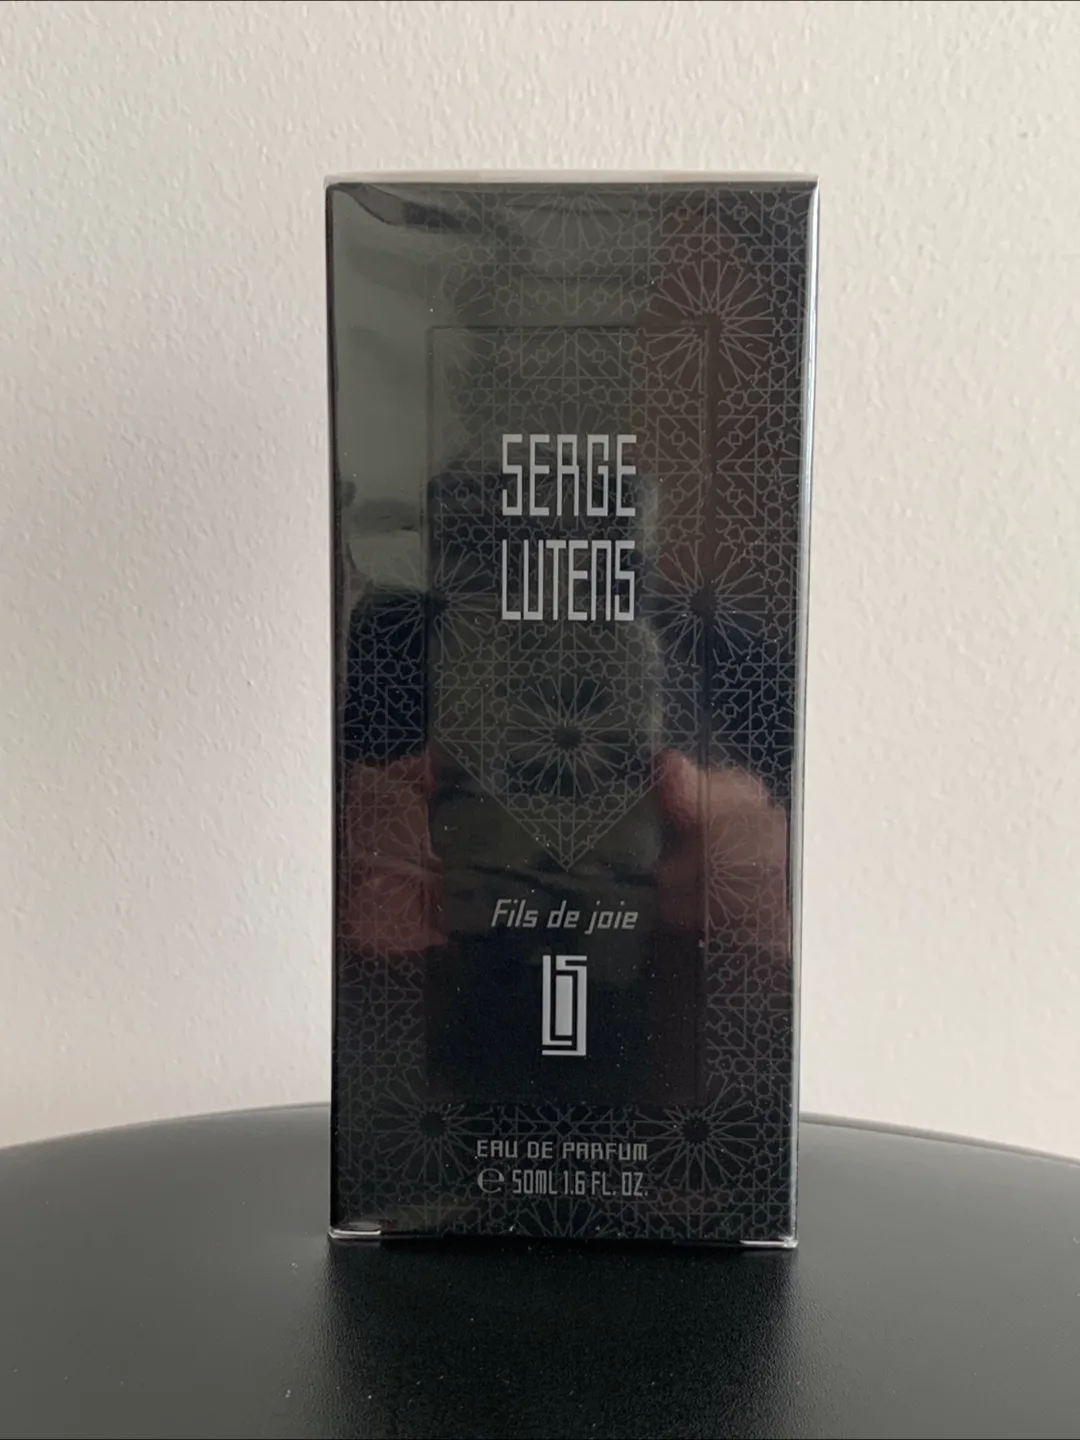 SERGE
LUTENS
Fils de joie
EAU DE PARFUM
℮ 50ML 1.6 FL. OZ.